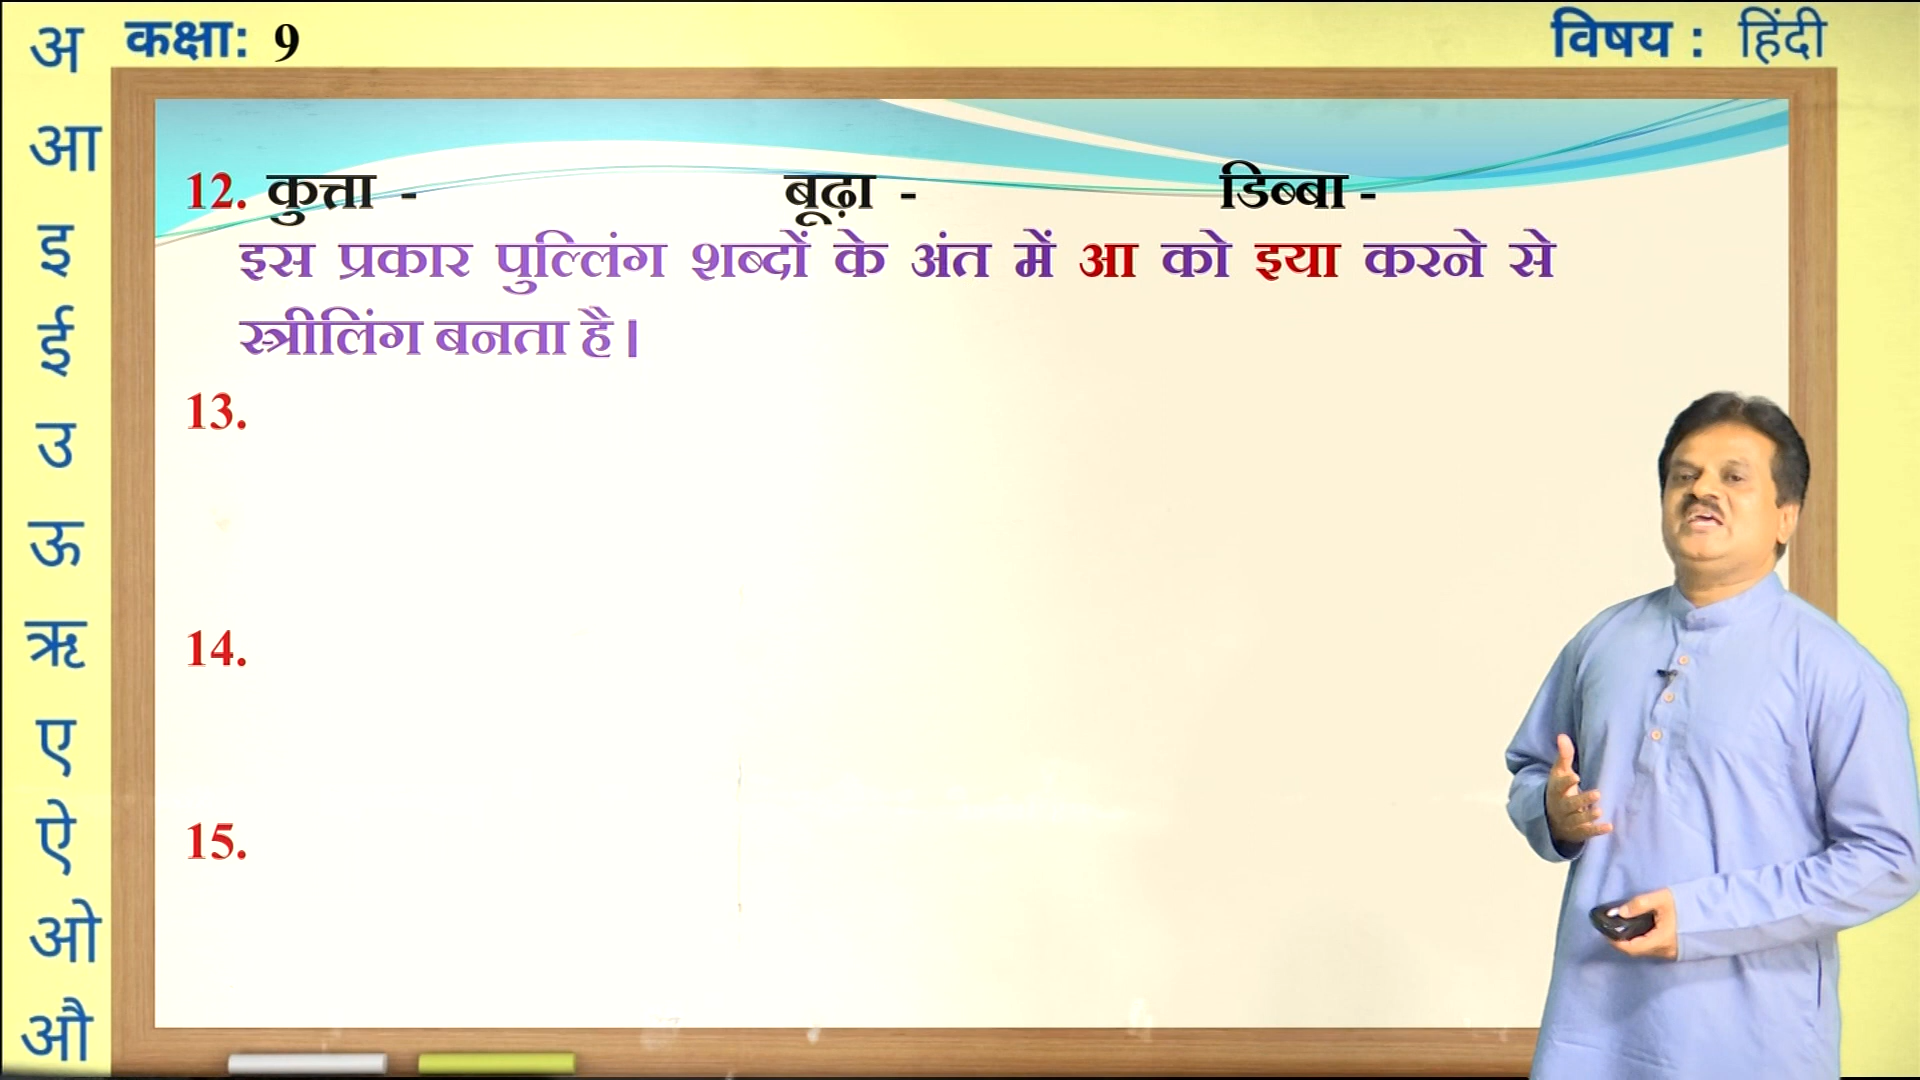 कक्षाः 9
विषय : हिंदी
अ
आ
इ
ई
उ
ऊ
ऋ
ए
ऐ
ओ
औ
12. कुत्ता - बूढ़ा - डिब्बा -
इस प्रकार पुल्लिंग शब्दों के अंत में आ को इया करने से
स्त्रीलिंग बनता है।
13.
14.
15.